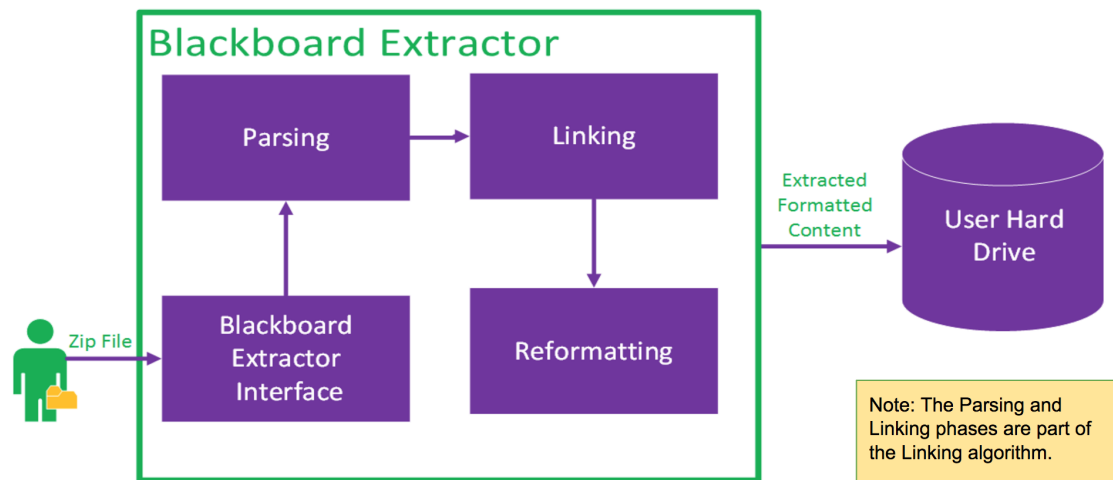 Blackboard Extractor
Parsing
Linking
Extracted
Formatted
Content
User Hard
Drive
Zip File
Blackboard
Extractor
Interface
Reformatting
Note: The Parsing and
Linking phases are part of
the Linking algorithm.